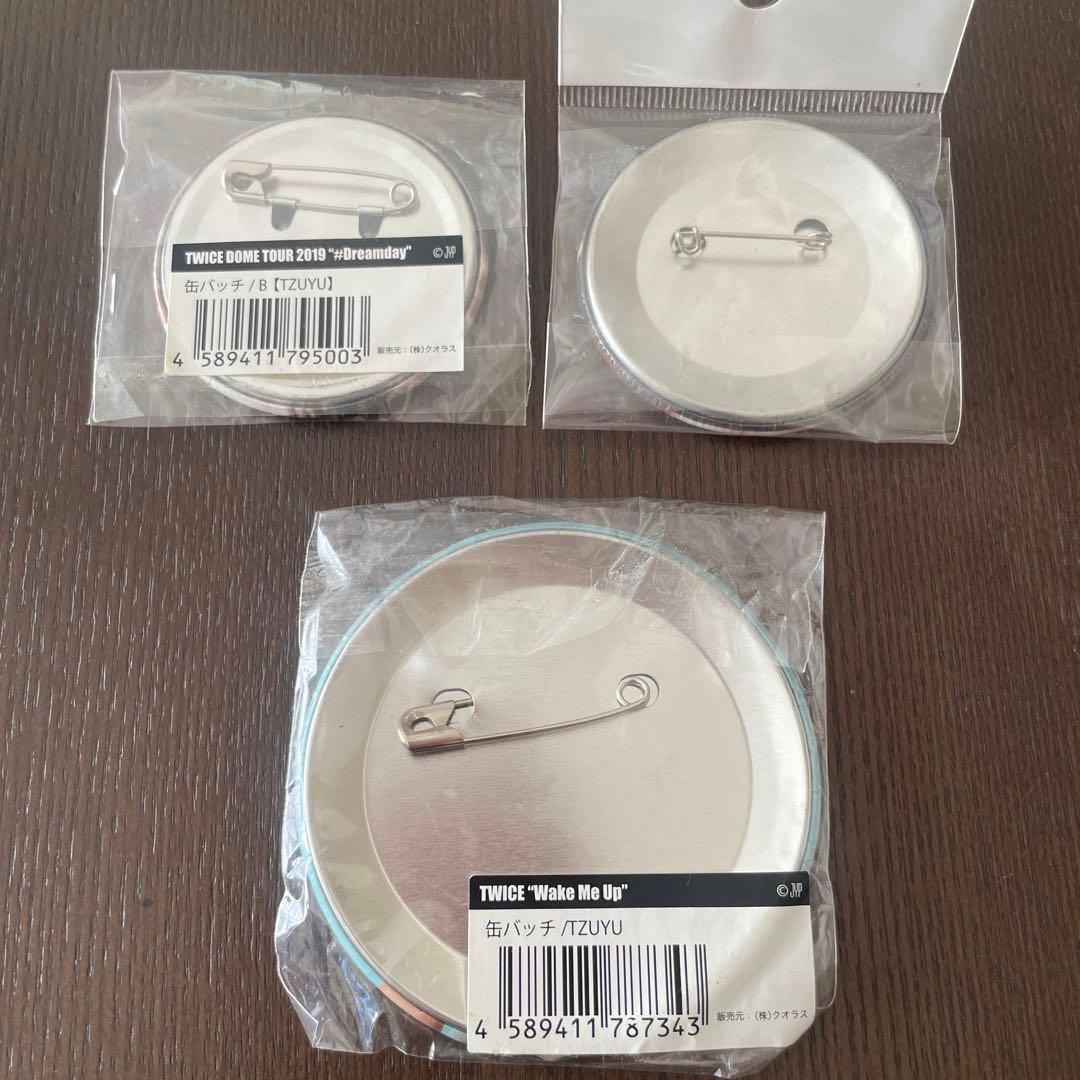 TWICE DOME TOUR 2019 “#Dreamday” © JYP
缶バッチ / B【TZUYU】
4 589411 795003
販売元：(株)クオラス
TWICE “Wake Me Up” © JYP
缶バッチ /TZUYU
4 589411 787343
販売元：(株)クオラス